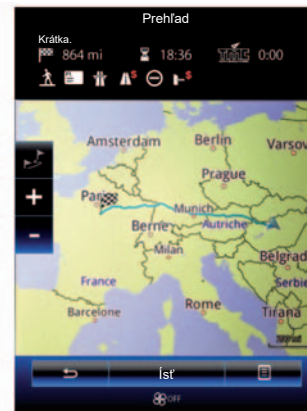 Prehľad
Krátka.
864 mi 18:36 TMC 0:00
$ $
Amsterdam Berlin Varsov
Prague
Paris
Munich
Berne Autriche
Milan
Belgrad
France Serbie
Rome
Barcelone Tirana
+
-
Ísť
OFF